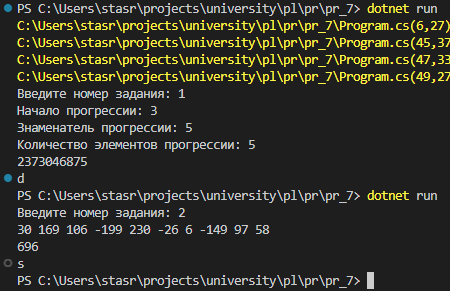 PS C:\Users\stasr\projects\university\pl\pr\pr_7> dotnet run
C:\Users\stasr\projects\university\pl\pr\pr_7\Program.cs(6,27)
C:\Users\stasr\projects\university\pl\pr\pr_7\Program.cs(45,37
C:\Users\stasr\projects\university\pl\pr\pr_7\Program.cs(47,33
C:\Users\stasr\projects\university\pl\pr\pr_7\Program.cs(49,27
Введите номер задания: 1
Начало прогрессии: 3
Знаменатель прогрессии: 5
Количество элементов прогрессии: 5
2373046875
d
PS C:\Users\stasr\projects\university\pl\pr\pr_7> dotnet run
Введите номер задания: 2
30 169 106 -199 230 -26 6 -149 97 58
696
s
PS C:\Users\stasr\projects\university\pl\pr\pr_7>